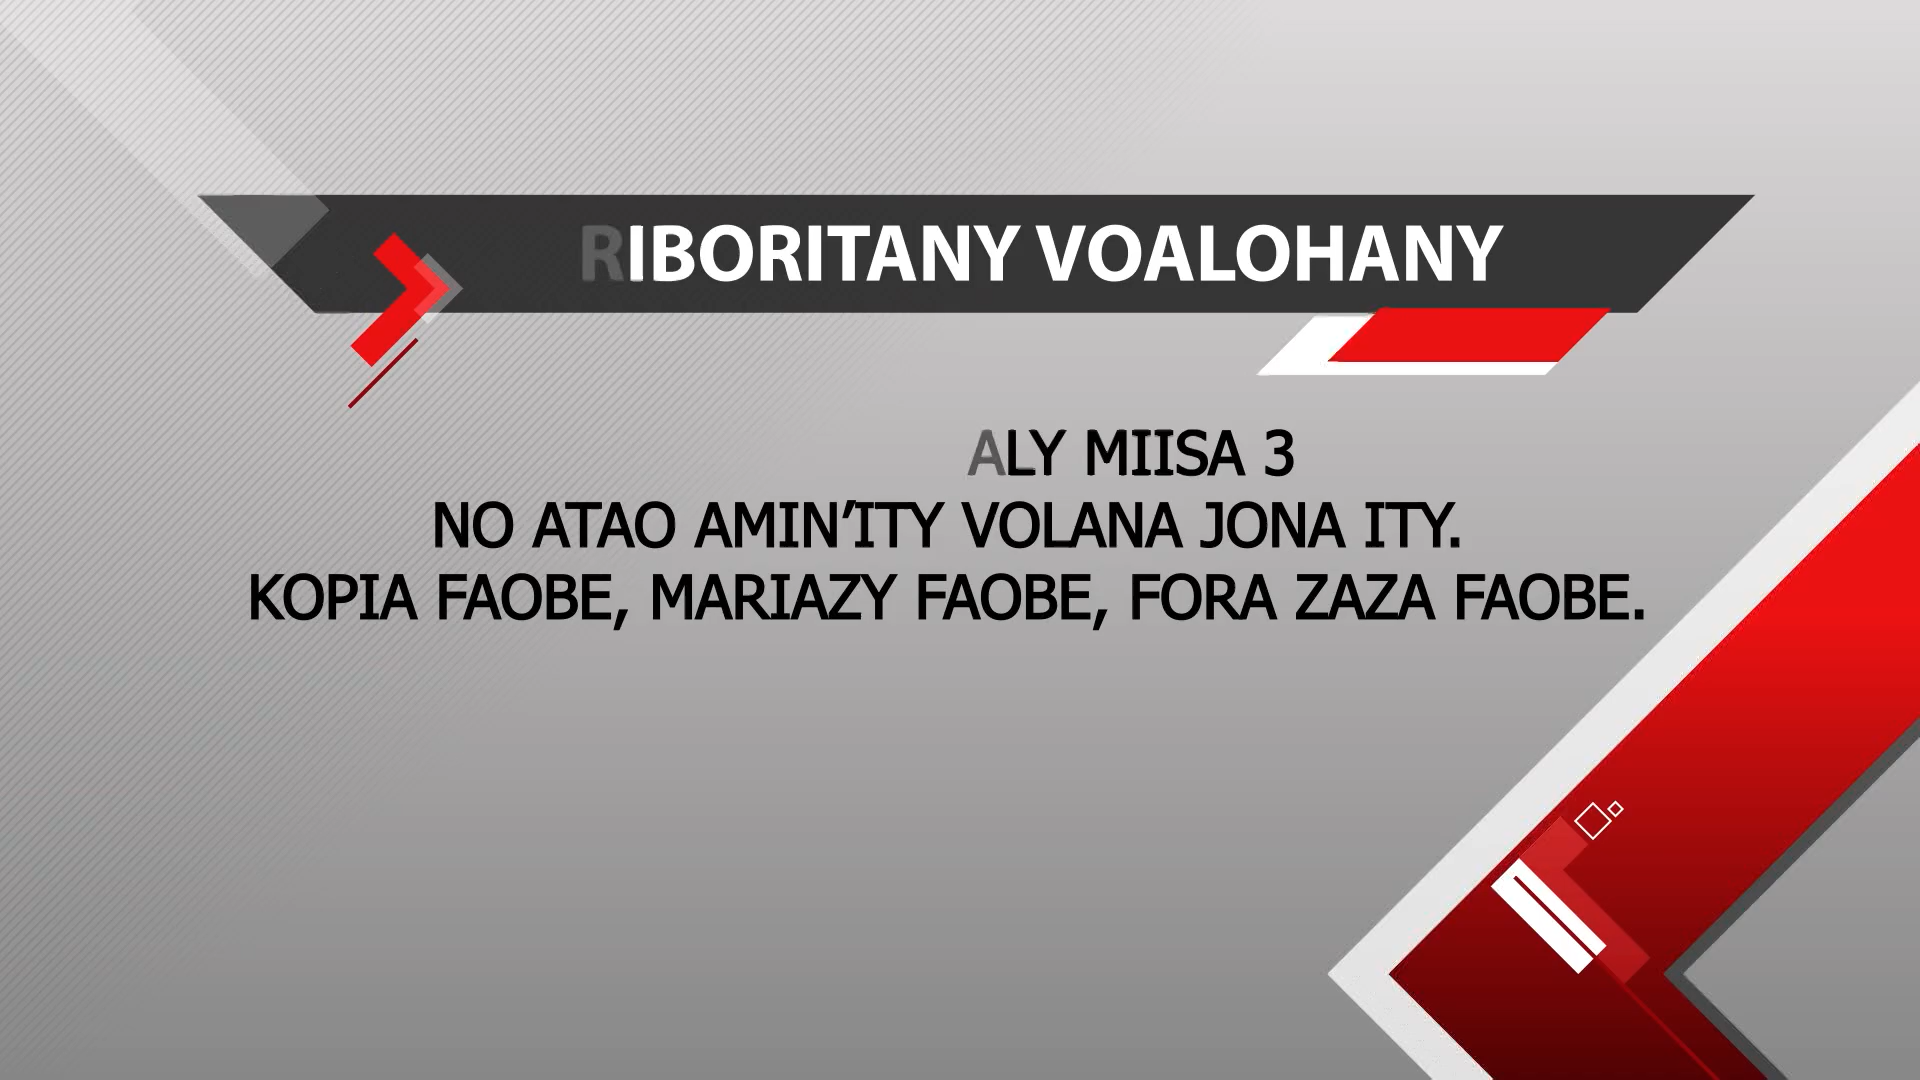 RIBORITANY VOALOHANY
ALY MIISA 3
NO ATAO AMIN’ITY VOLANA JONA ITY.
KOPIA FAOBE, MARIAZY FAOBE, FORA ZAZA FAOBE.